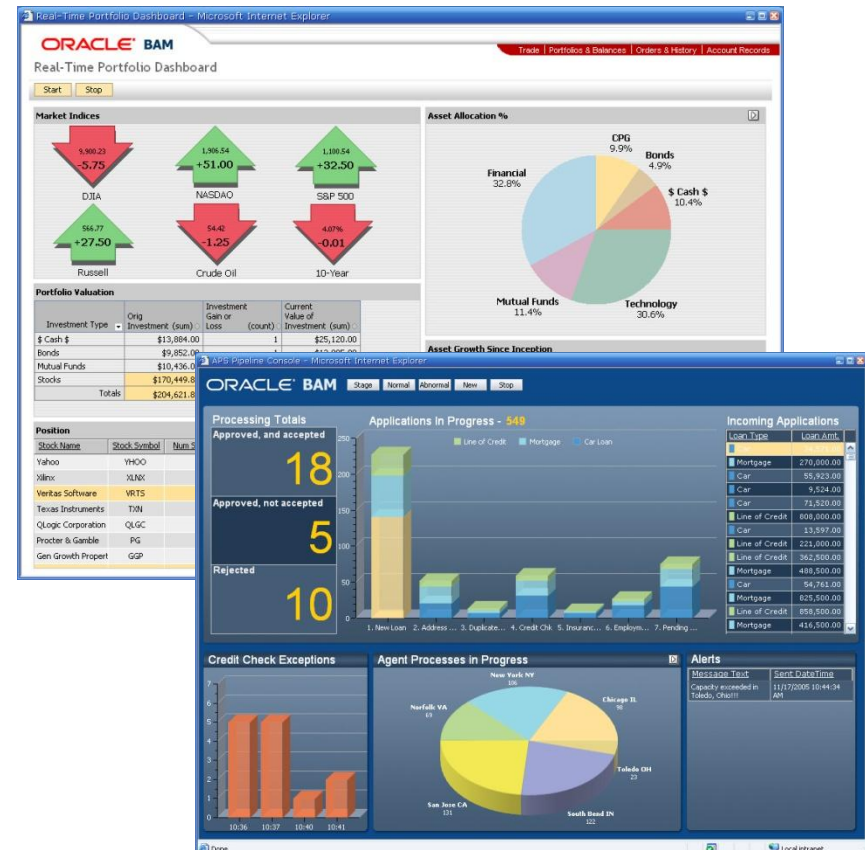 Real-Time Portfolio Dashboard - Microsoft Internet Explorer
ORACLE BAM
Trade | Portfolios & Balances | Orders & History | Account Records
Real-Time Portfolio Dashboard
Start Stop
Market Indices
9,900.23
-5.75
DJIA
1,906.54
+51.00
NASDAQ
1,100.54
+32.50
S&P 500
566.77
+27.50
Russell
54.42
-1.25
Crude Oil
4.07%
-0.01
10-Year
Asset Allocation %
CPG
9.9%
Bonds
4.9%
$ Cash $
10.4%
Technology
30.6%
Mutual Funds
11.4%
Financial
32.8%
Portfolio Valuation
Investment Type
Orig
Investment (sum)
Investment
Gain or
Loss (count)
Current
Value of
Investment (sum)
$ Cash $ $13,884.00 1 $25,120.00
Bonds $9,852.00 1
Mutual Funds $10,436.0
Stocks $170,449.8
Totals $204,621.8
Asset Growth Since Inception
Position
Stock Name Stock Symbol Num S
Yahoo YHOO
Xilinx XLNX
Veritas Software VRTS
Texas Instruments TXN
QLogic Corporation QLGC
Procter & Gamble PG
Gen Growth Propert GGP
APS Pipeline Console - Microsoft Internet Explorer
ORACLE BAM Stage Normal Abnormal New Stop
Processing Totals
Approved, and accepted
18
Approved, not accepted
5
Rejected
10
Applications In Progress - 549
Line of Credit Mortgage Car Loan
250
200
150
100
50
0
1. New Loan 2. Address ... 3. Duplicate... 4. Credit Chk 5. Insuranc... 6. Employm... 7. Pending ...
Incoming Applications
Loan Type Loan Amt.
Mortgage 270,000.00
Car 55,923.00
Car 9,524.00
Car 71,520.00
Line of Credit 808,000.00
Car 13,597.00
Line of Credit 221,000.00
Line of Credit 362,500.00
Mortgage 488,500.00
Car 54,761.00
Mortgage 825,500.00
Line of Credit 858,500.00
Mortgage 416,500.00
Credit Check Exceptions
7
6
5
4
3
2
1
0
10:36 10:37 10:40 10:41
Agent Processes in Progress
New York NY
106
Chicago IL
98
Toledo OH
23
South Bend IN
122
San Jose CA
131
Norfolk VA
69
Alerts
Message Text Sent DateTime
Capacity exceeded in 11/17/2005 10:44:34
Toledo, Ohio!!! AM
Done Local intranet